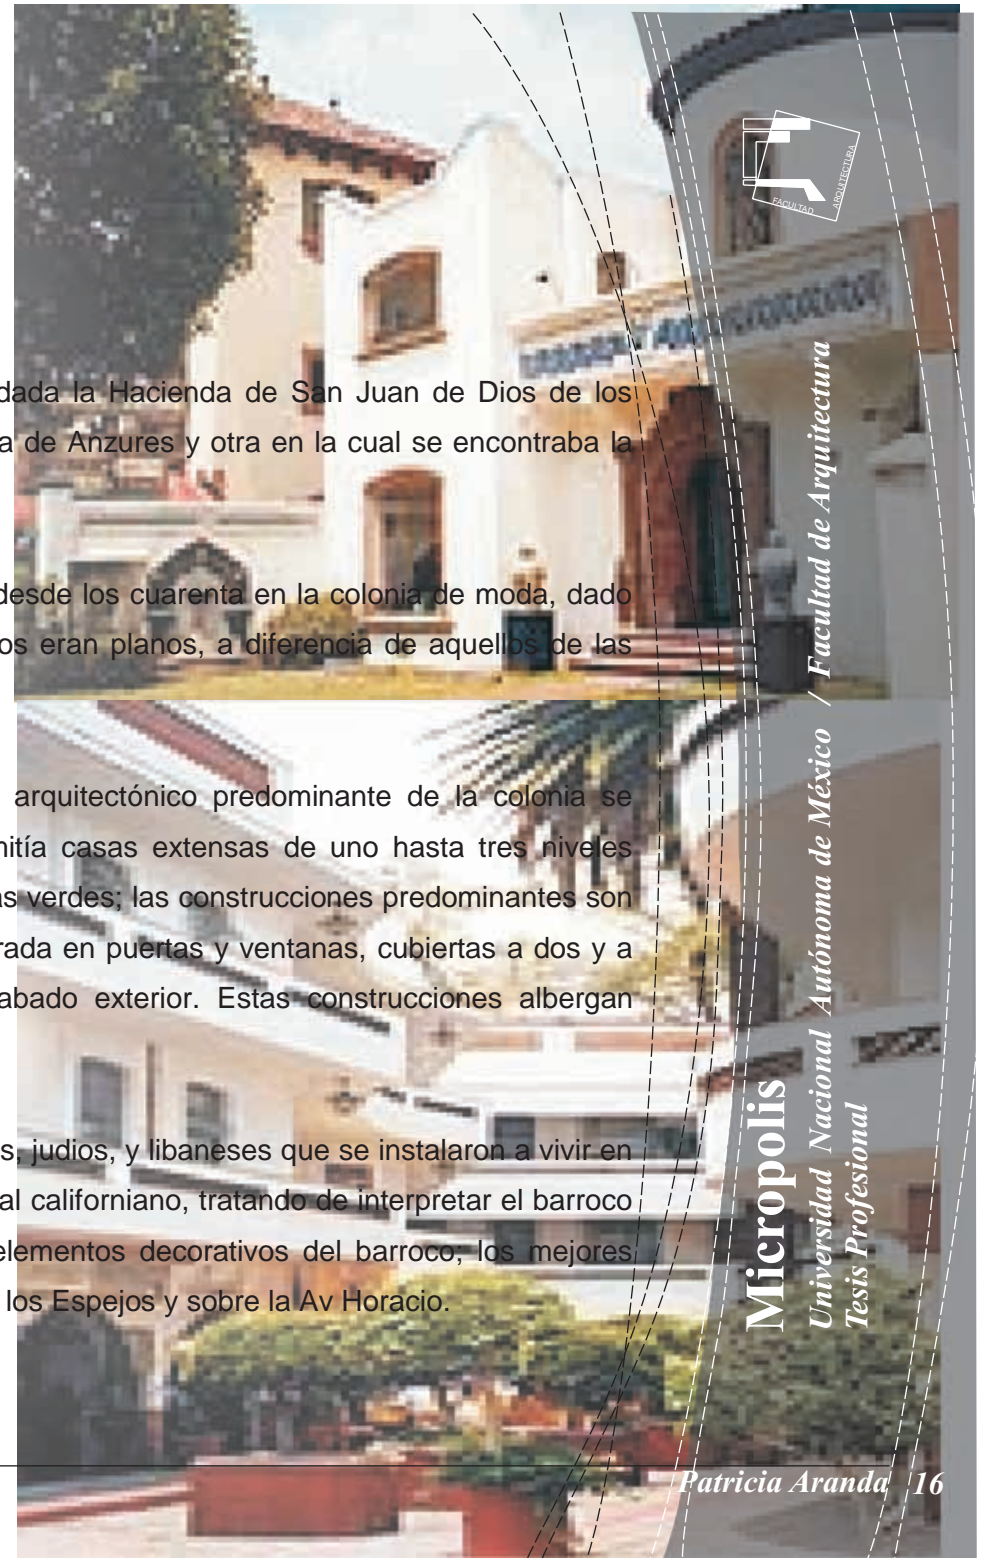 FACULTAD
ARQUITECTURA
dada la Hacienda de San Juan de Dios de los
a de Anzures y otra en la cual se encontraba la
desde los cuarenta en la colonia de moda, dado
os eran planos, a diferencia de aquellos de las
arquitectónico predominante de la colonia se
nitía casas extensas de uno hasta tres niveles
as verdes; las construcciones predominantes son
rada en puertas y ventanas, cubiertas a dos y a
abado exterior. Estas construcciones albergan
s, judios, y libaneses que se instalaron a vivir en
al californiano, tratando de interpretar el barroco
elementos decorativos del barroco; los mejores
los Espejos y sobre la Av Horacio.
Micropolis
Universidad Nacional Autónoma de México / Facultad de Arquitectura
Tesis Profesional
Patricia Aranda 16